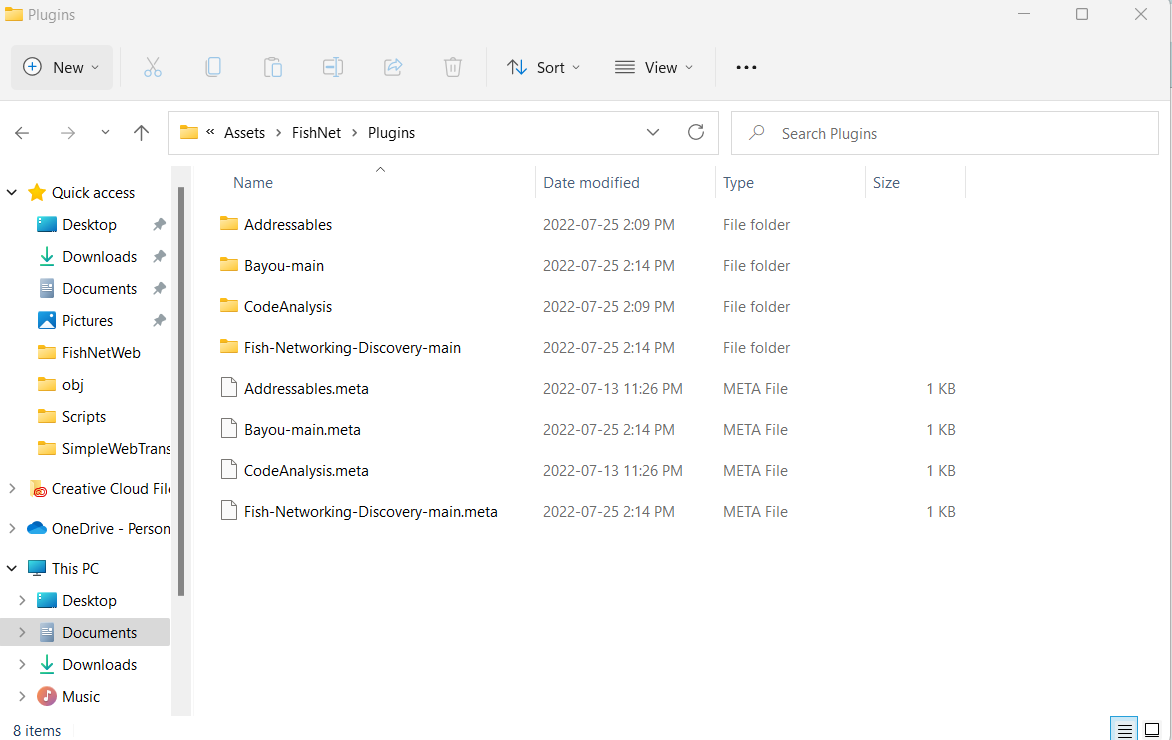 Plugins
New
Sort
View
Assets > FishNet > Plugins
Search Plugins
Quick access
Desktop
Downloads
Documents
Pictures
FishNetWeb
obj
Scripts
SimpleWebTrans
Creative Cloud File
OneDrive - Person
This PC
Desktop
Documents
Downloads
Music
Name Date modified Type Size
Addressables 2022-07-25 2:09 PM File folder
Bayou-main 2022-07-25 2:14 PM File folder
CodeAnalysis 2022-07-25 2:09 PM File folder
Fish-Networking-Discovery-main 2022-07-25 2:14 PM File folder
Addressables.meta 2022-07-13 11:26 PM META File 1 KB
Bayou-main.meta 2022-07-25 2:14 PM META File 1 KB
CodeAnalysis.meta 2022-07-13 11:26 PM META File 1 KB
Fish-Networking-Discovery-main.meta 2022-07-25 2:14 PM META File 1 KB
8 items